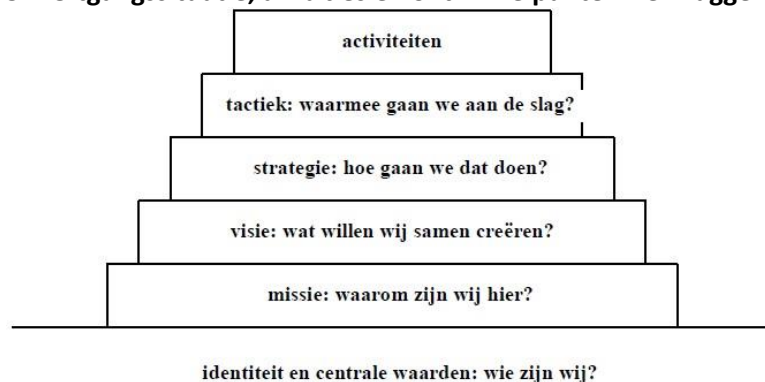 activiteiten
tactiek: waarmee gaan we aan de slag?
strategie: hoe gaan we dat doen?
visie: wat willen wij samen creëren?
missie: waarom zijn wij hier?
identiteit en centrale waarden: wie zijn wij?